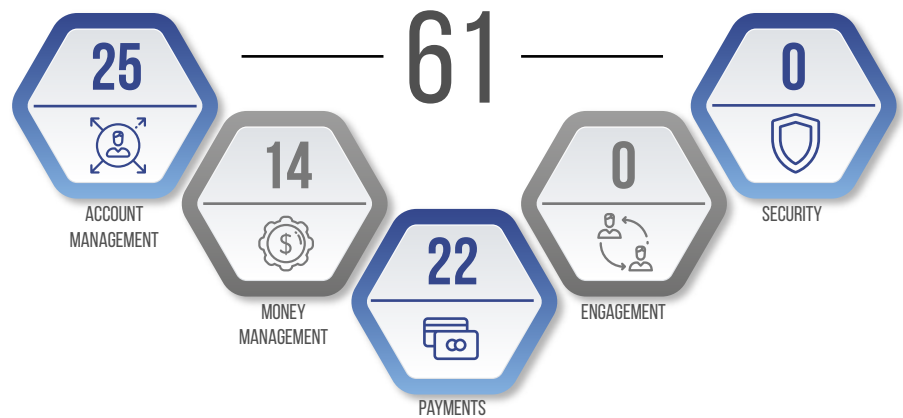 61
25
ACCOUNT
MANAGEMENT
14
$
MONEY
MANAGEMENT
22
PAYMENTS
0
ENGAGEMENT
0
SECURITY